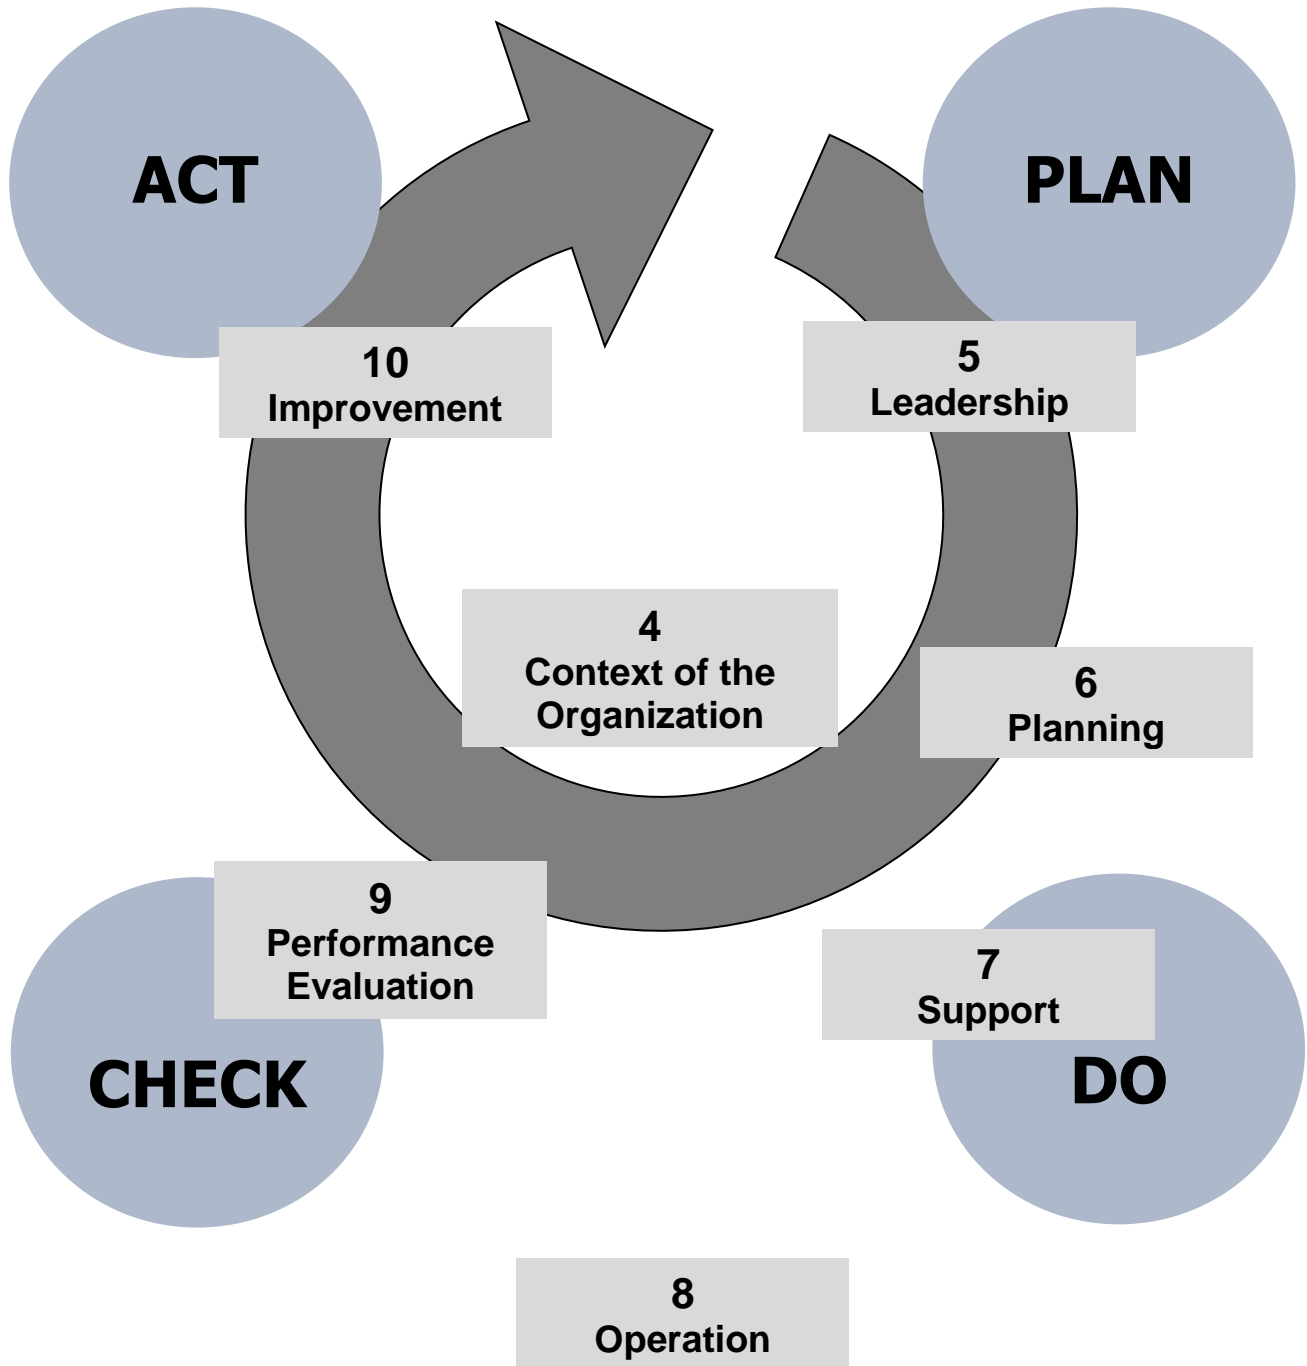 ACT
PLAN
10
Improvement
5
Leadership
4
Context of the
Organization
6
Planning
9
Performance
Evaluation
7
Support
CHECK
DO
8
Operation